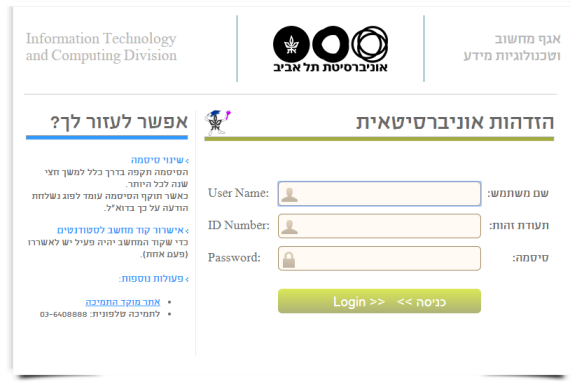 Information Technology
and Computing Division
אוניברסיטת תל אביב
אגף מחשוב
וטכנולוגיות מידע
הזדהות אוניברסיטאית
User Name:
שם משתמש:
ID Number:
תעודת זהות:
Password:
סיסמה:
Login >> << כניסה
אפשר לעזור לך?
שינוי סיסמה
הסיסמה תקפה בדרך כלל למשך חצי
שנה לכל היותר.
כאשר תוקף הסיסמה עומד לפוג נשלחת
הודעה על כך בדוא"ל.
אישרור קוד מחשב לסטודנטים
כדי שקוד המחשב יהיה פעיל יש לאשררו
(פעם אחת).
פעולות נוספות:
אתר מוקד התמיכה
לתמיכה טלפונית: 03-6408888